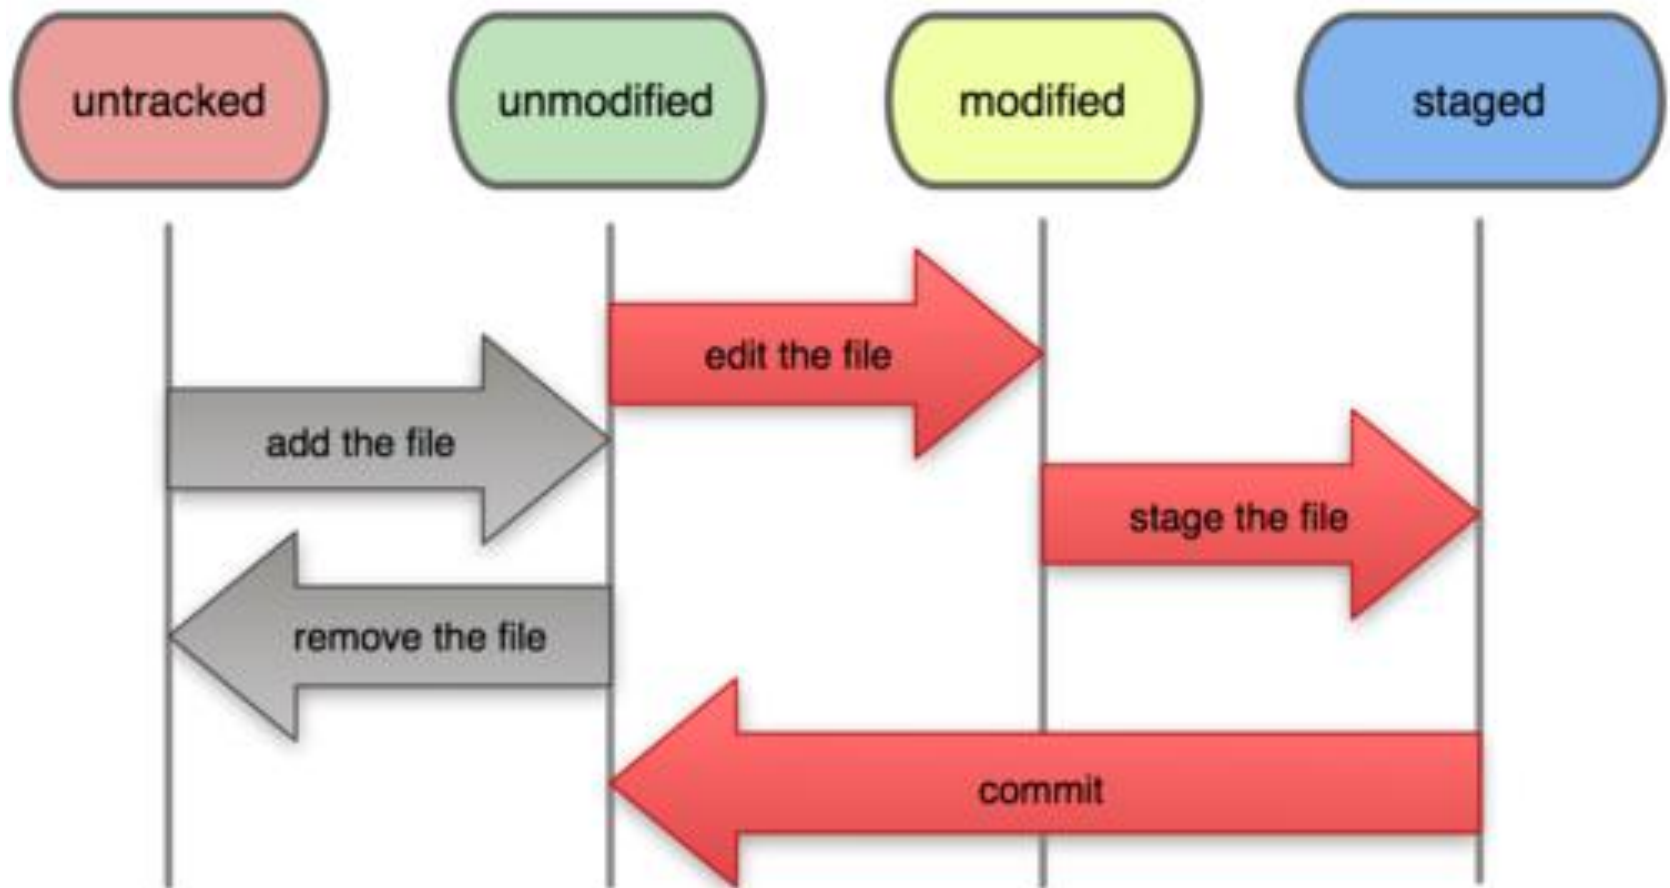 untracked
unmodified
modified
staged
edit the file
add the file
stage the file
remove the file
commit